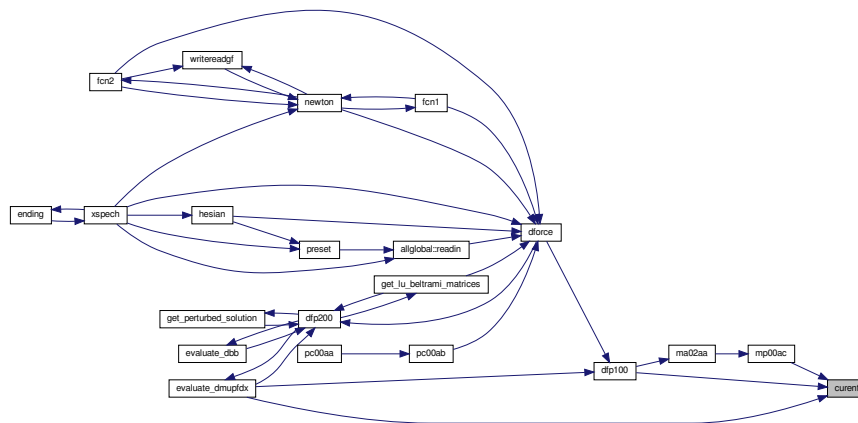 writereadgf
fcn2
newton
fcn1
ending
xspech
hesian
dforce
preset
allglobal::readin
get_lu_beltrami_matrices
get_perturbed_solution
dfp200
evaluate_dbb
pc00aa
pc00ab
ma02aa
mp00ac
dfp100
evaluate_dmupfdx
curent